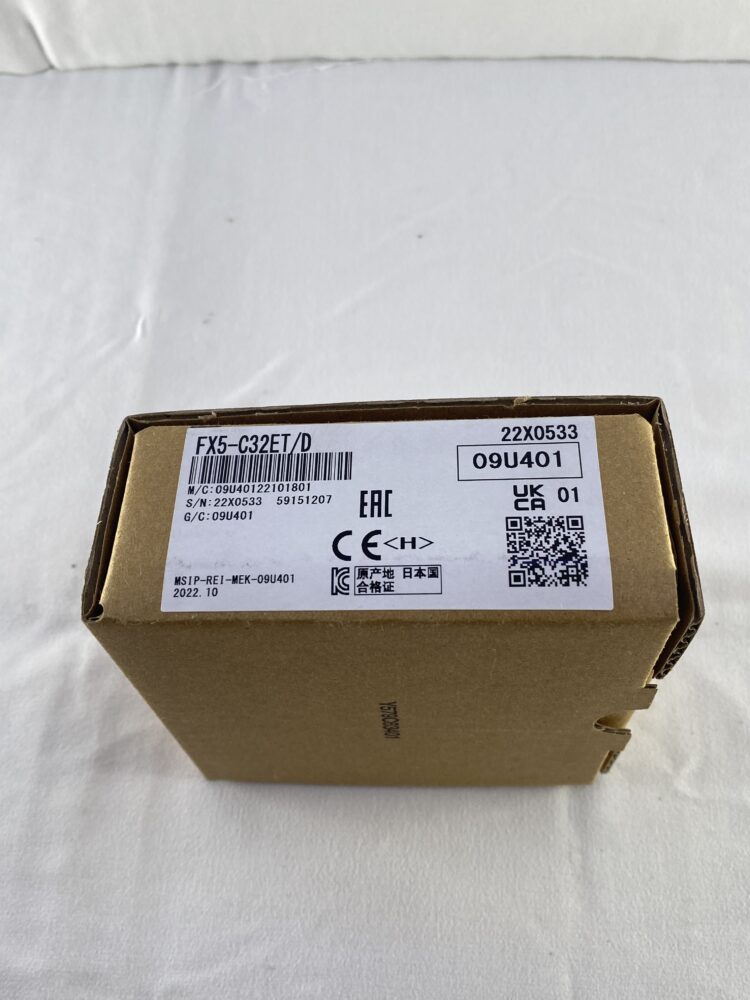 FX5-C32ET/D
22X0533
09U401
M/C:09U40122101801
S/N:22X0533 59151207
G/C:09U401
EAC
UK
CA 01
CE <H>
MSIP-REI-MEK-09U401
2022.10
原产地 日本国
合格证